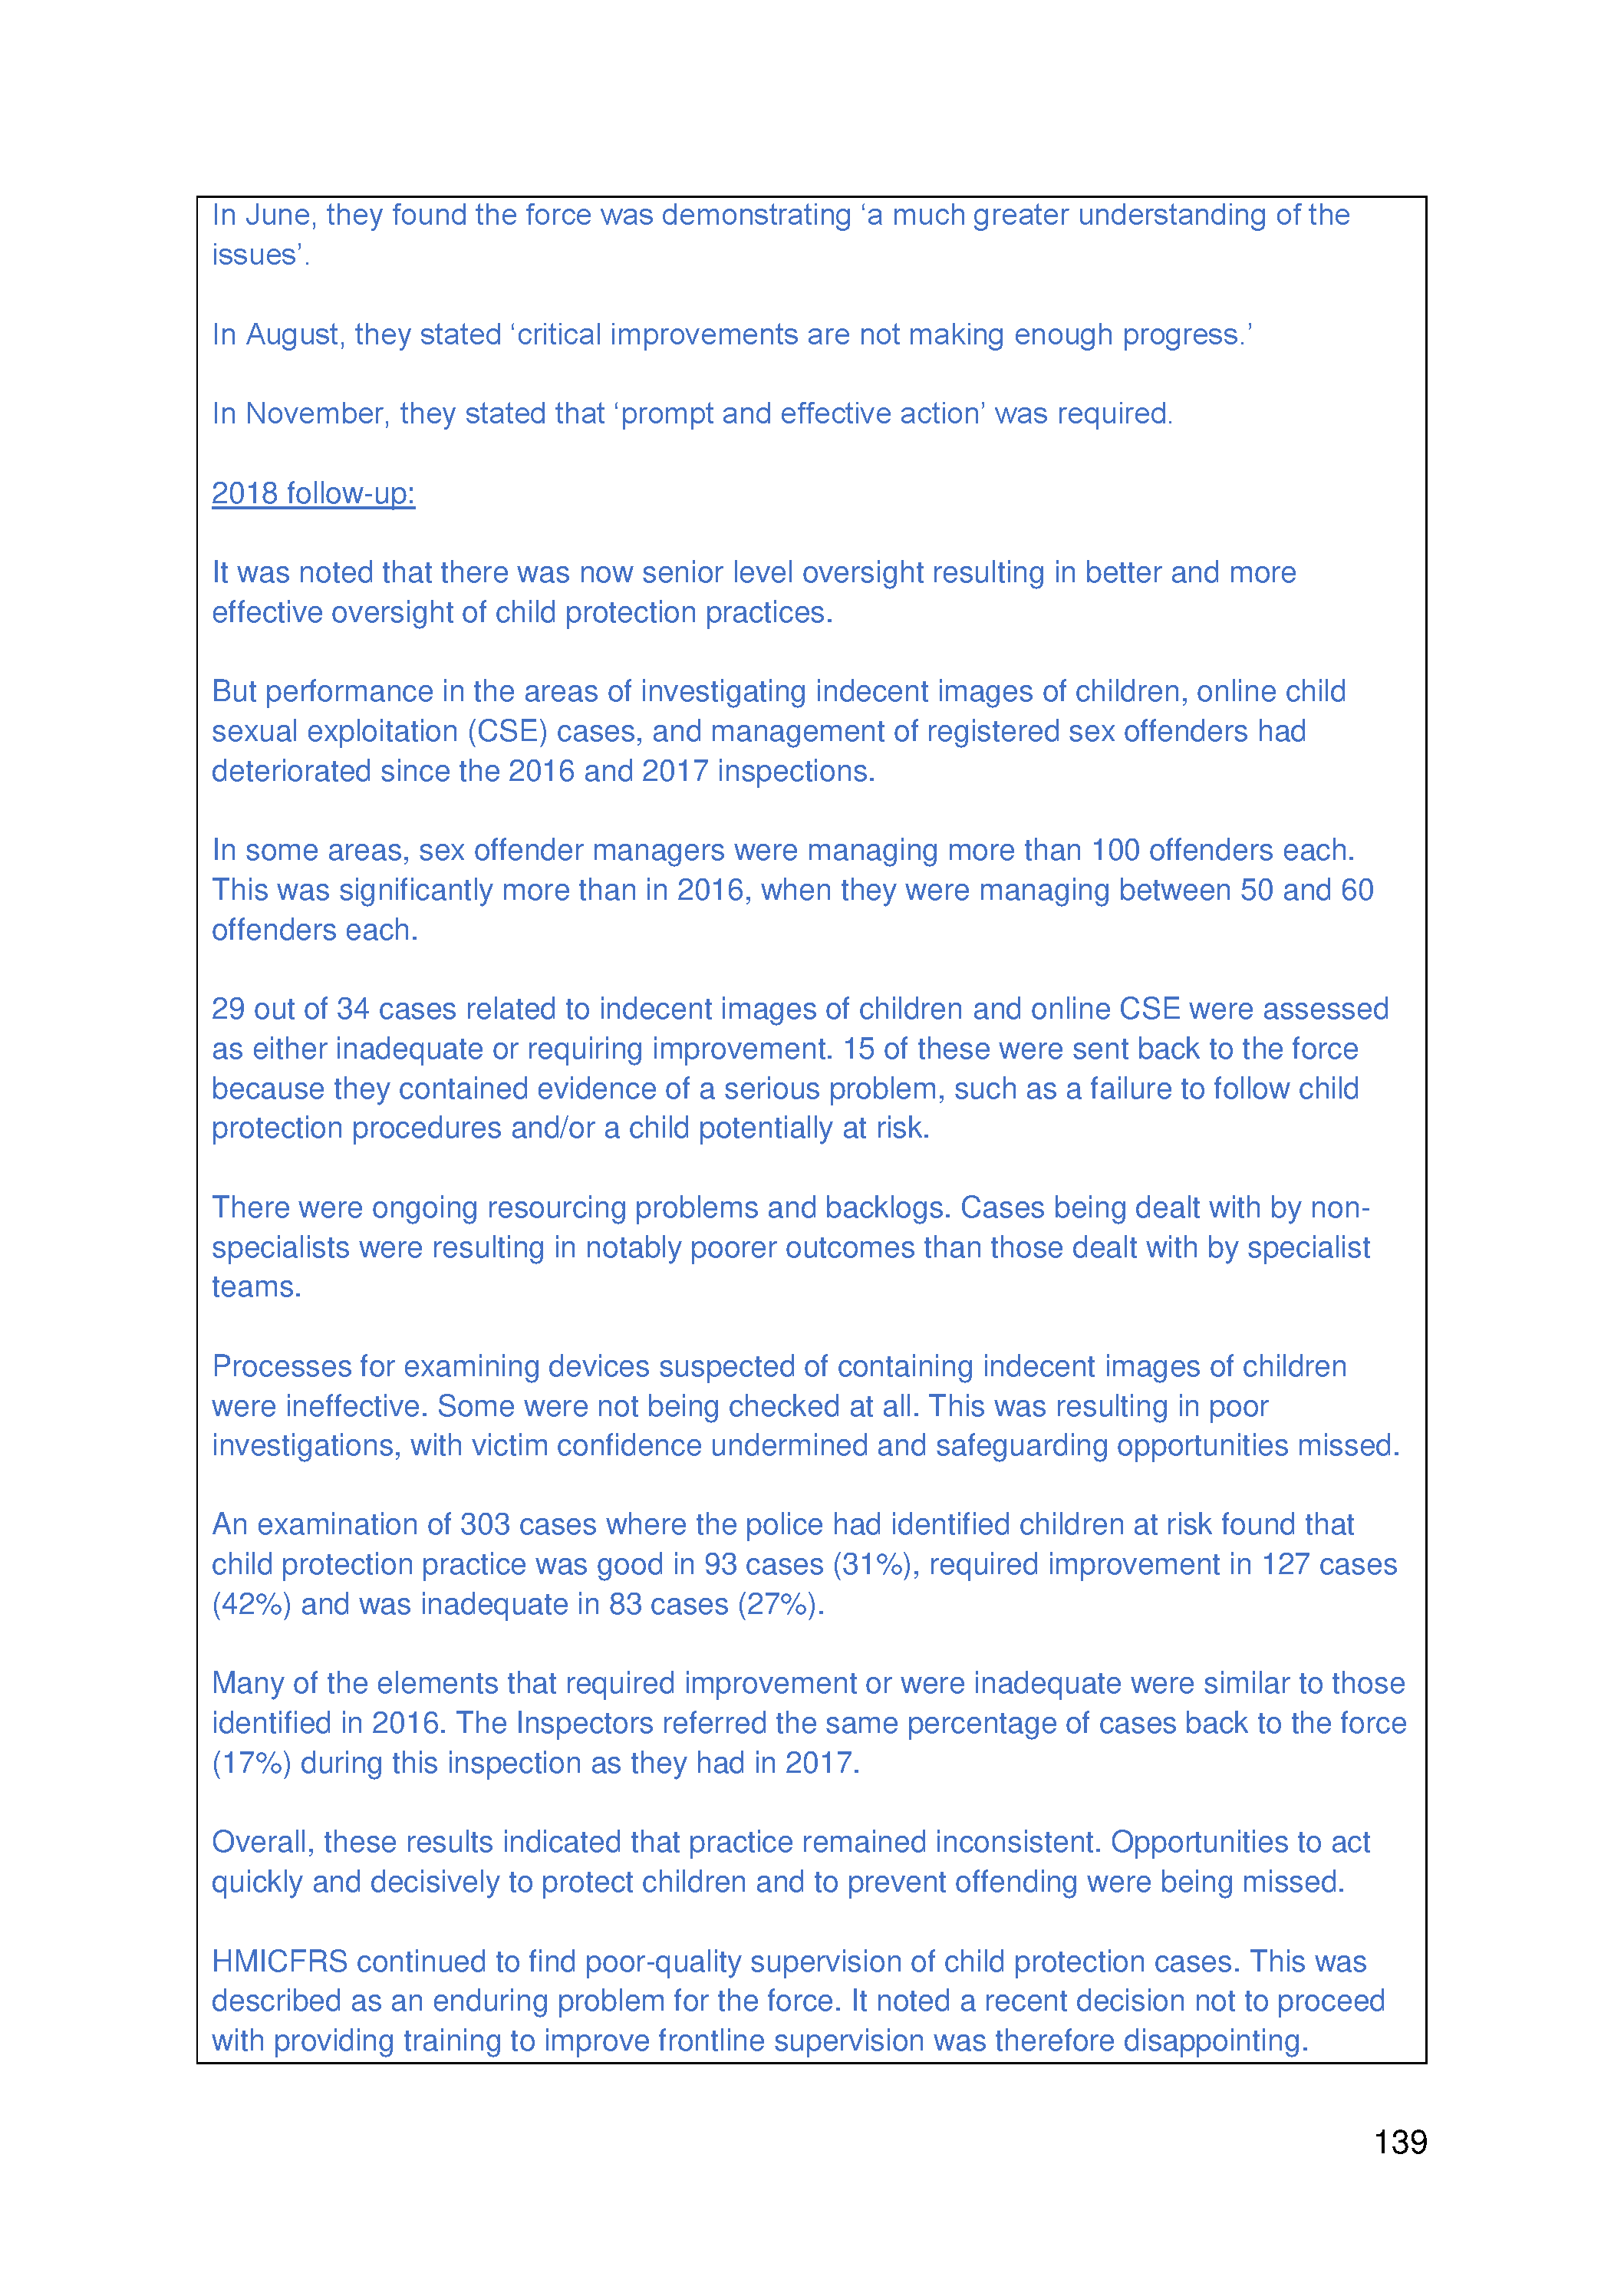 In June, they found the force was demonstrating ‘a much greater understanding of the
issues’.
In August, they stated ‘critical improvements are not making enough progress.’
In November, they stated that ‘prompt and effective action’ was required.
2018 follow-up:
It was noted that there was now senior level oversight resulting in better and more
effective oversight of child protection practices.
But performance in the areas of investigating indecent images of children, online child
sexual exploitation (CSE) cases, and management of registered sex offenders had
deteriorated since the 2016 and 2017 inspections.
In some areas, sex offender managers were managing more than 100 offenders each.
This was significantly more than in 2016, when they were managing between 50 and 60
offenders each.
29 out of 34 cases related to indecent images of children and online CSE were assessed
as either inadequate or requiring improvement. 15 of these were sent back to the force
because they contained evidence of a serious problem, such as a failure to follow child
protection procedures and/or a child potentially at risk.
There were ongoing resourcing problems and backlogs. Cases being dealt with by non-
specialists were resulting in notably poorer outcomes than those dealt with by specialist
teams.
Processes for examining devices suspected of containing indecent images of children
were ineffective. Some were not being checked at all. This was resulting in poor
investigations, with victim confidence undermined and safeguarding opportunities missed.
An examination of 303 cases where the police had identified children at risk found that
child protection practice was good in 93 cases (31%), required improvement in 127 cases
(42%) and was inadequate in 83 cases (27%).
Many of the elements that required improvement or were inadequate were similar to those
identified in 2016. The Inspectors referred the same percentage of cases back to the force
(17%) during this inspection as they had in 2017.
Overall, these results indicated that practice remained inconsistent. Opportunities to act
quickly and decisively to protect children and to prevent offending were being missed.
HMICFRS continued to find poor-quality supervision of child protection cases. This was
described as an enduring problem for the force. It noted a recent decision not to proceed
with providing training to improve frontline supervision was therefore disappointing.
139